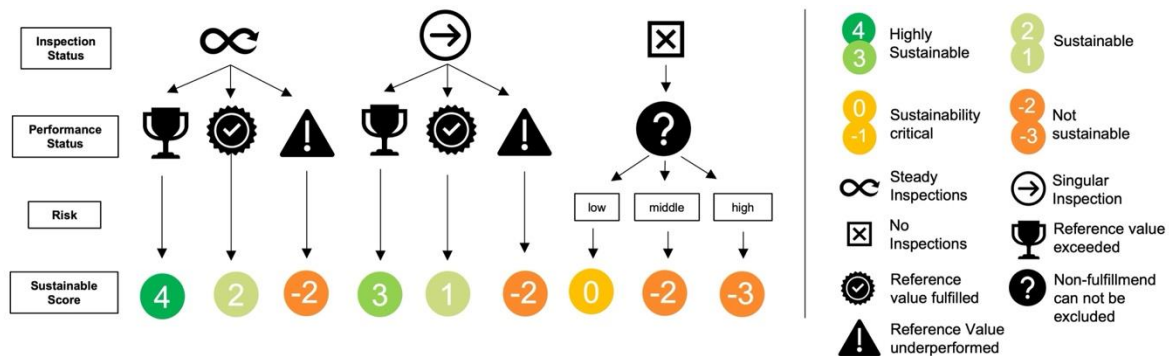 Inspection
Status
Performance
Status
Risk
low
middle
high
Sustainable
Score
4
2
-2
3
1
-2
0
-2
-3
4
3
Highly
Sustainable
2
1
Sustainable
0
-1
Sustainability
critical
-2
-3
Not
sustainable
Steady
Inspections
Singular
Inspection
No
Inspections
Reference value
exceeded
Reference
value fulfilled
Non-fulfillmend
can not be
excluded
Reference Value
underperformed